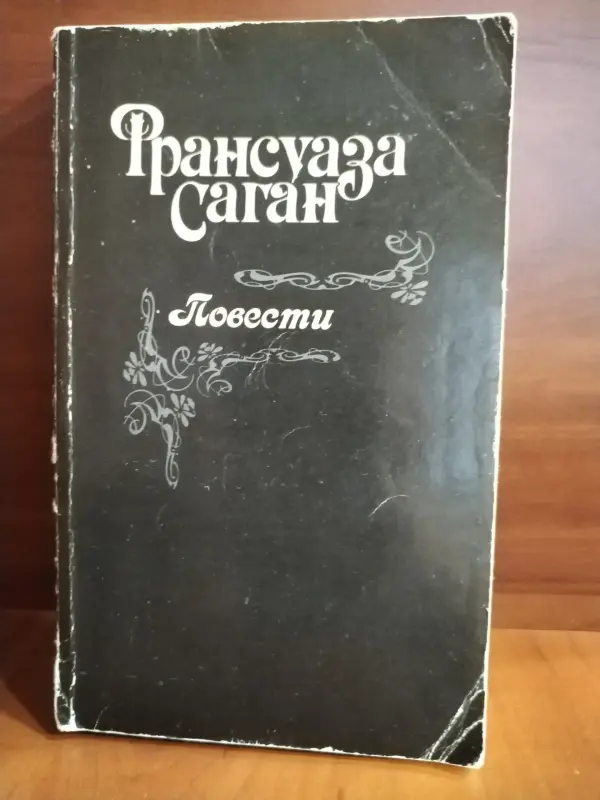 Франсуаза
Саган
Повести